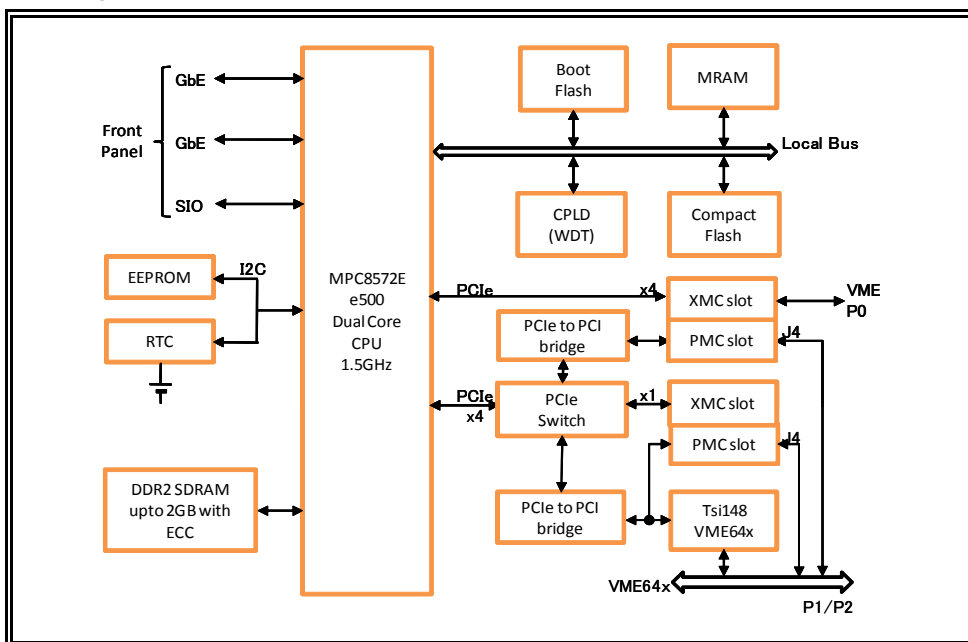 Front
Panel
GbE
GbE
SIO
EEPROM
I2C
RTC
DDR2 SDRAM
upto 2GB with
ECC
MPC8572E
e500
Dual Core
CPU
1.5GHz
Boot
Flash
MRAM
Local Bus
CPLD
(WDT)
Compact
Flash
PCIe
x4
XMC slot
VME
P0
PCIe to PCI
bridge
PMC slot
J4
PCIe
x4
PCIe
Switch
x1
XMC slot
PMC slot
J4
PCIe to PCI
bridge
Tsi148
VME64x
VME64x
P1/P2